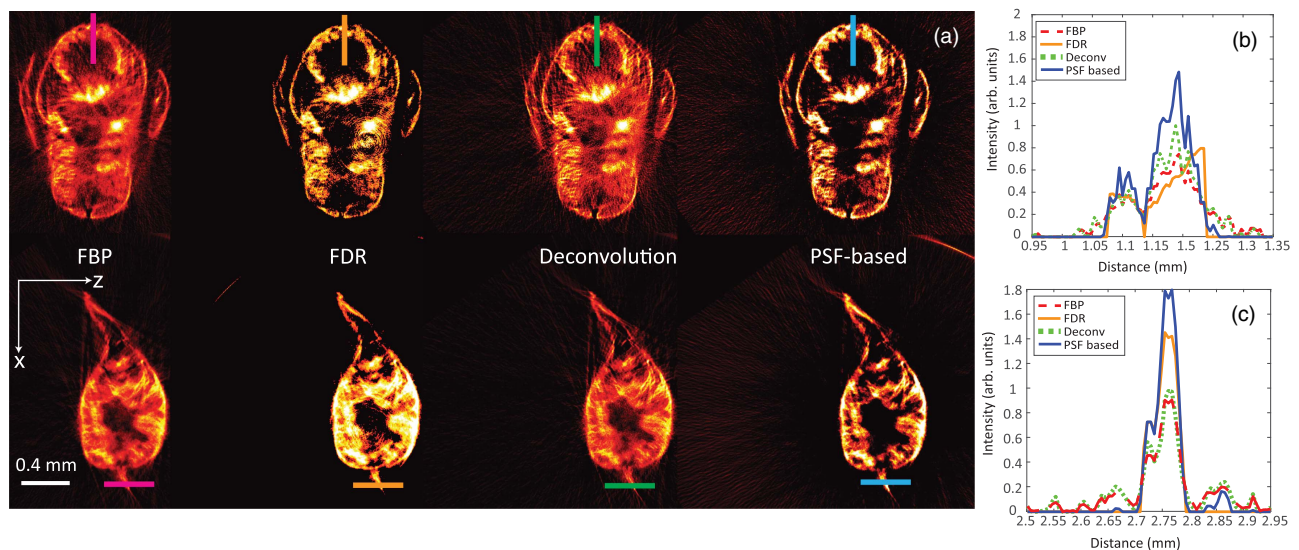 (a)
FBP
FDR
Deconvolution
PSF-based
z
x
0.4 mm
(b)
2
1.8
1.6
1.4
1.2
1
0.8
0.6
0.4
0.2
0
Intensity (arb. units)
FBP
FDR
Deconv
PSF based
0.95 1 1.05 1.1 1.15 1.5 1.25 1.3 1.35
Distance (mm)
(c)
1.8
1.6
1.4
1.2
1
0.8
0.6
0.4
0.2
0
Intensity (arb. units)
FBP
FDR
Deconv
PSF based
2.5 2.55 2.6 2.65 2.7 2.75 2.8 2.85 2.9 2.95
Distance (mm)